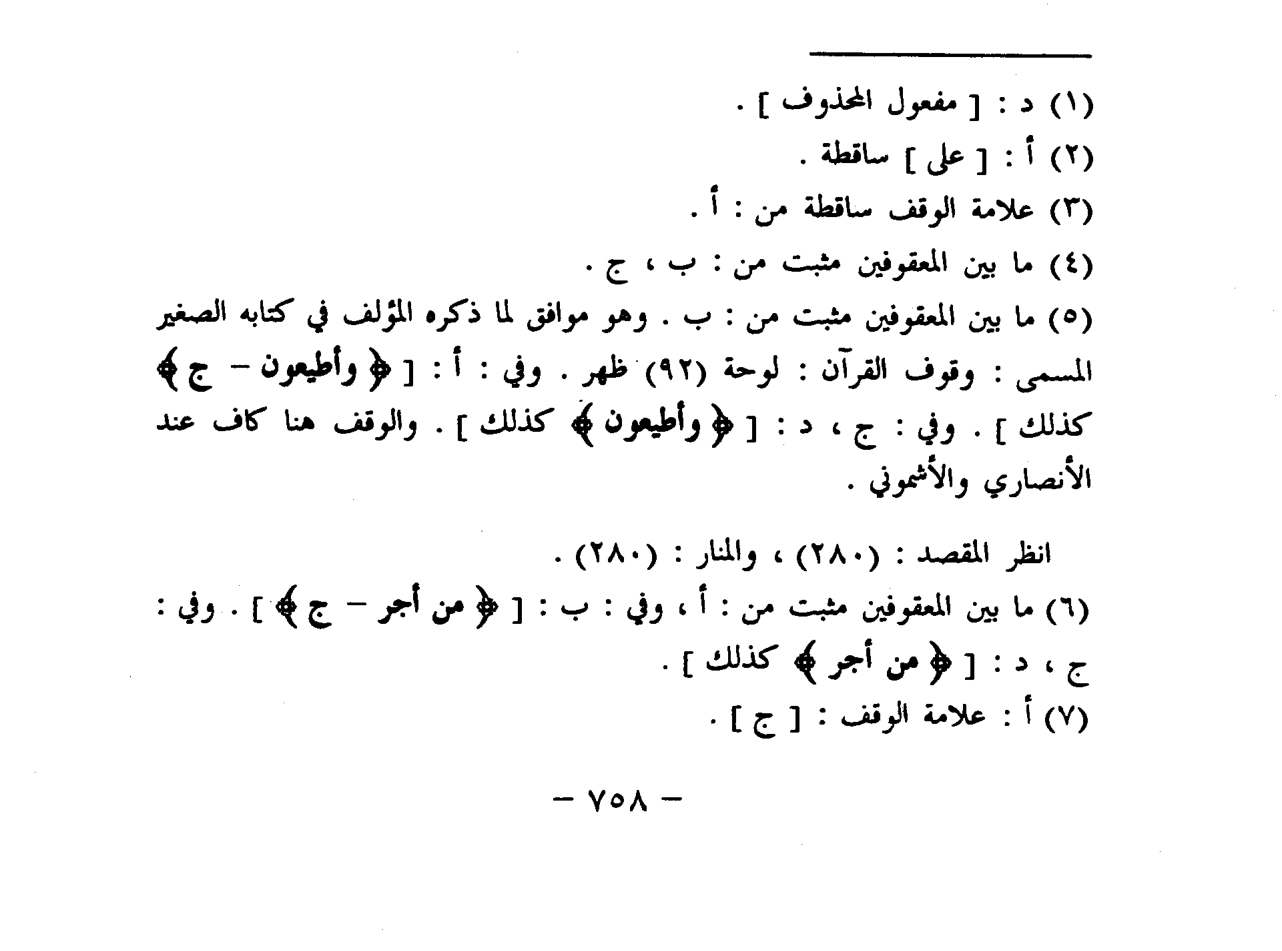 (١) د : [ مفعول المحذوف ] .
(٢) أ : [ على ] ساقطة .
(٣) علامة الوقف ساقطة من : أ .
(٤) ما بين المعقوفين مثبت من : ب ، ج .
(٥) ما بين المعقوفين مثبت من : ب . وهو موافق لما ذكره المؤلف في كتابه الصغير
المسمى : وقوف القرآن : لوحة (٩٢) ظهر . وفي : أ : [ ﴿ وأطيعون – ج ﴾
كذلك ] . وفي : ج ، د : [ ﴿ وأطيعون ﴾ كذلك ] . والوقف هنا كاف عند
الأنصاري والأشموني .
انظر المقصد : (٢٨٠) ، والمنار : (٢٨٠) .
(٦) ما بين المعقوفين مثبت من : أ ، وفي : ب : [ ﴿ من أجر – ج ﴾ ] . وفي :
ج ، د : [ ﴿ من أجر ﴾ كذلك ] .
(٧) أ : علامة الوقف : [ ج ] .
– ٧٥٨ –